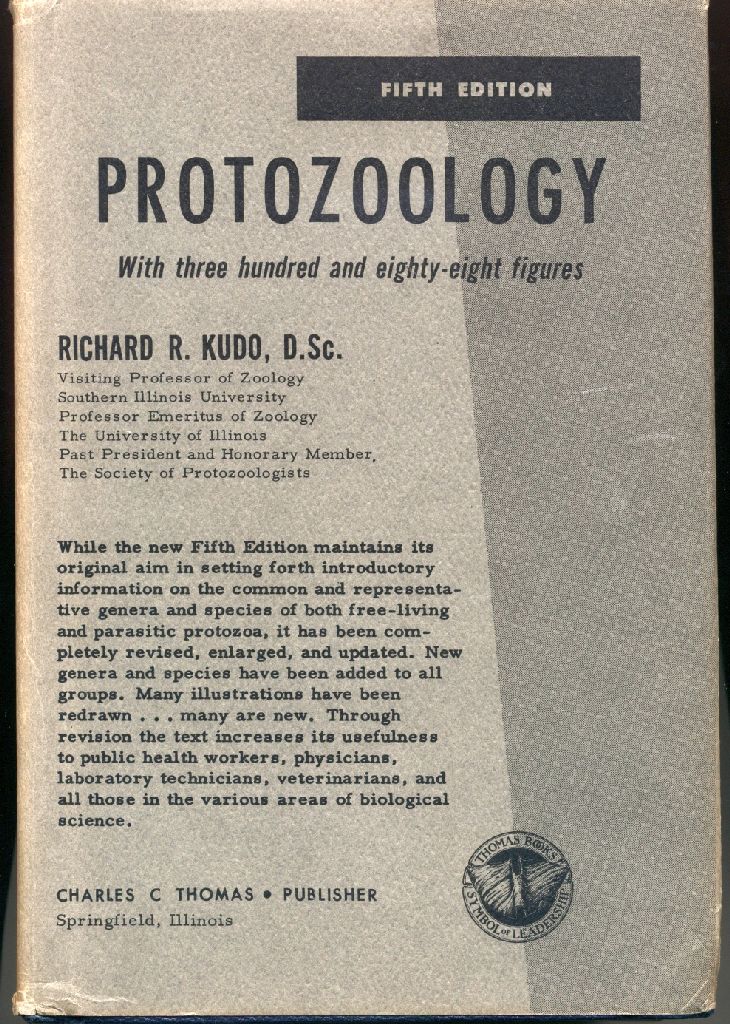 FIFTH EDITION
PROTOZOOLOGY
With three hundred and eighty-eight figures
RICHARD R. KUDO, D.Sc.
Visiting Professor of Zoology
Southern Illinois University
Professor Emeritus of Zoology
The University of Illinois
Past President and Honorary Member,
The Society of Protozoologists
While the new Fifth Edition maintains its
original aim in setting forth introductory
information on the common and representa-
tive genera and species of both free-living
and parasitic protozoa, it has been com-
pletely revised, enlarged, and updated. New
genera and species have been added to all
groups. Many illustrations have been
redrawn . . . many are new. Through
revision the text increases its usefulness
to public health workers, physicians,
laboratory technicians, veterinarians, and
all those in the various areas of biological
science.
THOMAS BOOKS
SYMBOL OF LEADERSHIP
CHARLES C THOMAS • PUBLISHER
Springfield, Illinois